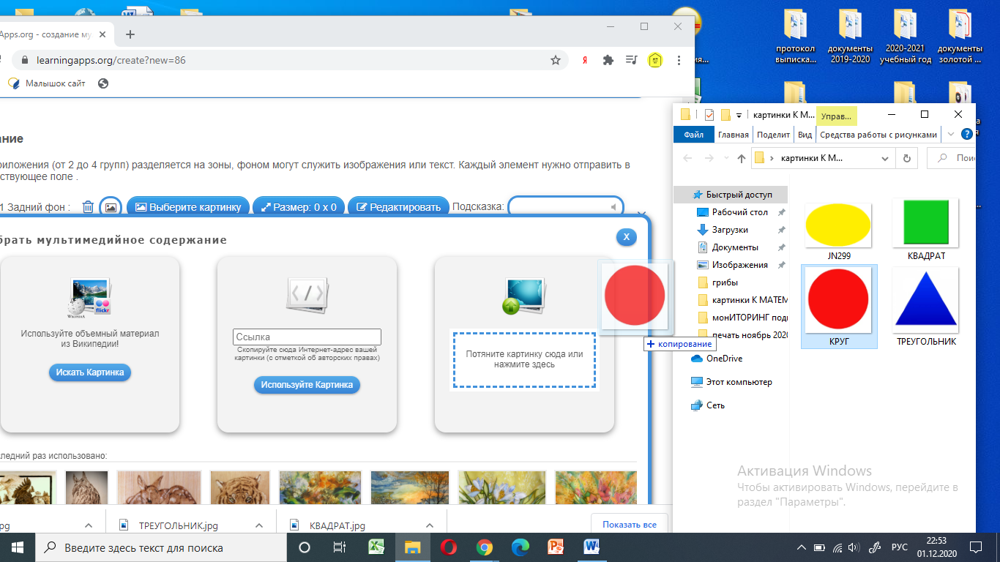 Apps.org - создание му
learningapps.org/create?new=86
Я
Малышок сайт
ание
риложения (от 2 до 4 групп) разделяется на зоны, фоном могут служить изображения или текст. Каждый элемент нужно отправить в
ствующее поле .
1 Задний фон :
Выберите картинку
Размер: 0 x 0
Редактировать
Подсказка:
брать мультимедийное содержание
X
Используйте объемный материал
из Википедии!
Искать Картинка
WIKIPEDIA
flickr
Ссылка
Скопируйте сюда Интернет-адрес вашей
картинки (с отметкой об авторских правах)
Используйте Картинка
Потяните картинку сюда или
нажмите здесь
следний раз использовано:
pg
ТРЕУГОЛЬНИК.jpg
КВАДРАТ.jpg
Показать все
протокол
выписка...
документы
2019-2020
2020-2021
учебный год
документы
золотой ...
картинки К М...
Управ...
Файл
Главная
Поделит
Вид
Средства работы с рисунками
картинки К М...
Поис
Быстрый доступ
Рабочий стол
Загрузки
Документы
Изображения
грибы
картинки К МАТЕМ
монИТОРИНГ подг
печать ноябрь 2020
OneDrive
Этот компьютер
Сеть
JN299
КВАДРАТ
КРУГ
ТРЕУГОЛЬНИК
+ копирование
Активация Windows
Чтобы активировать Windows, перейдите в
раздел "Параметры".
Введите здесь текст для поиска
РУС
22:53
01.12.2020